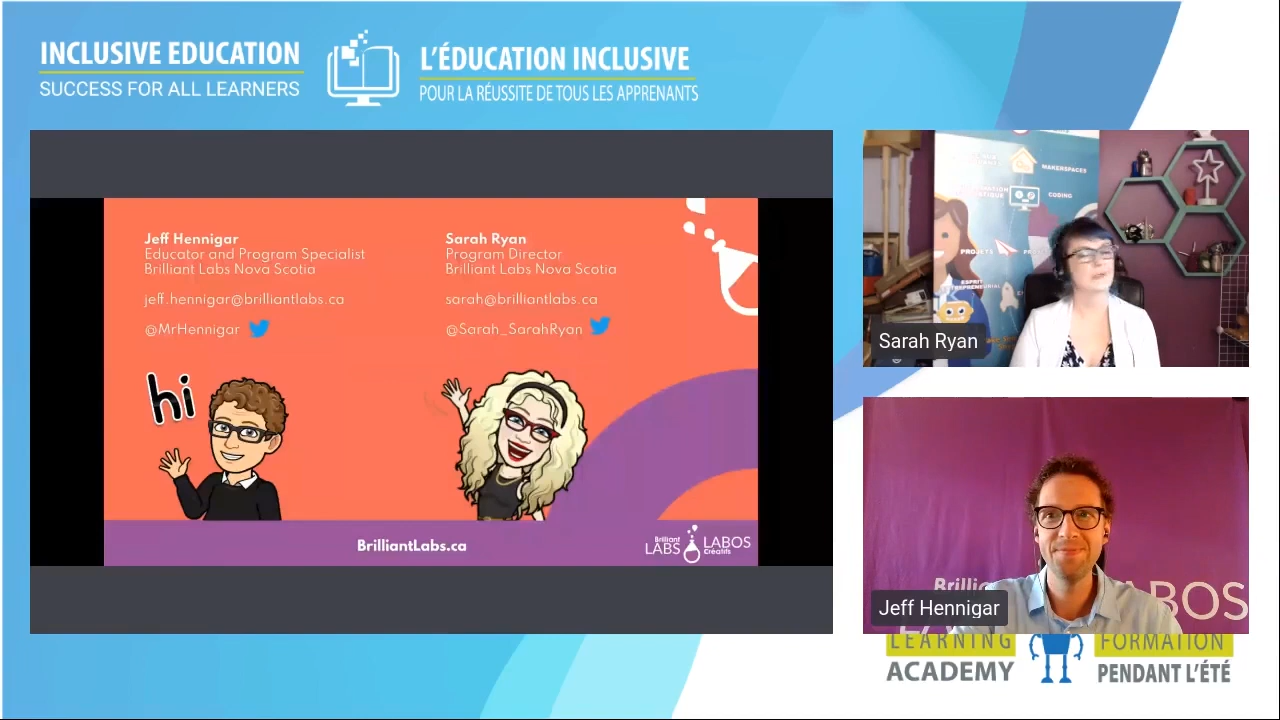 INCLUSIVE EDUCATION
SUCCESS FOR ALL LEARNERS
L'ÉDUCATION INCLUSIVE
POUR LA RÉUSSITE DE TOUS LES APPRENANTS
Jeff Hennigar
Educator and Program Specialist
Brilliant Labs Nova Scotia
jeff.hennigar@brilliantlabs.ca
@MrHennigar
Sarah Ryan
Program Director
Brilliant Labs Nova Scotia
sarah@brilliantlabs.ca
@Sarah_SarahRyan
hi
BrilliantLabs.ca
Brilliant
LABS
LABOS
Créatifs
MAKERSPACES
CODING
PROJETS
ESPRIT
Sarah Ryan
Jeff Hennigar
LEARNING
ACADEMY
FORMATION
PENDANT L'ÉTÉ